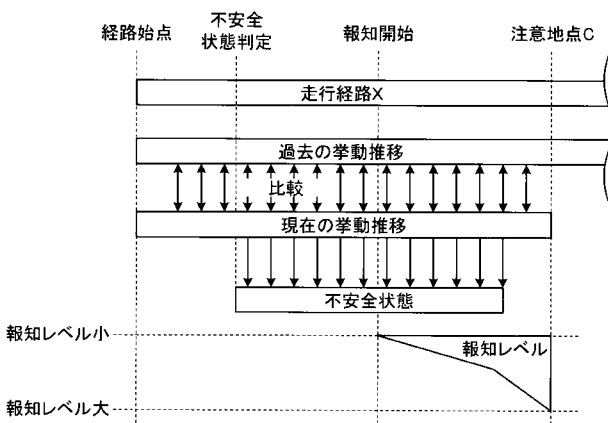 経路始点
不安全
状態判定
報知開始
注意地点C
走行経路X
過去の挙動推移
比較
現在の挙動推移
不安全状態
報知レベル小
報知レベル
報知レベル大